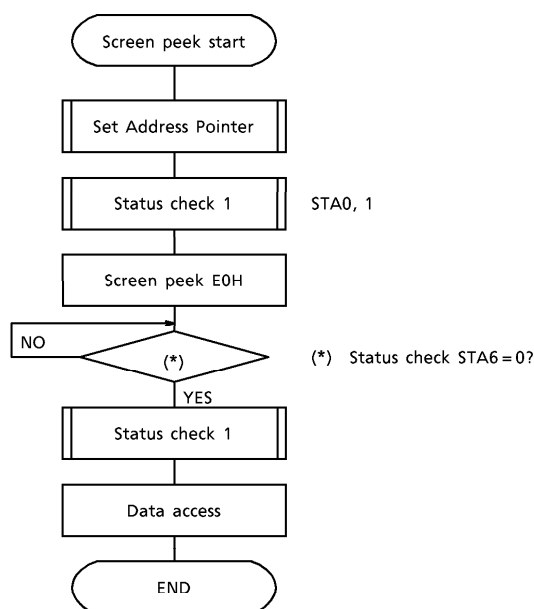 Screen peek start
Set Address Pointer
Status check 1
STA0, 1
Screen peek E0H
NO
(*)
(*) Status check STA6=0?
YES
Status check 1
Data access
END